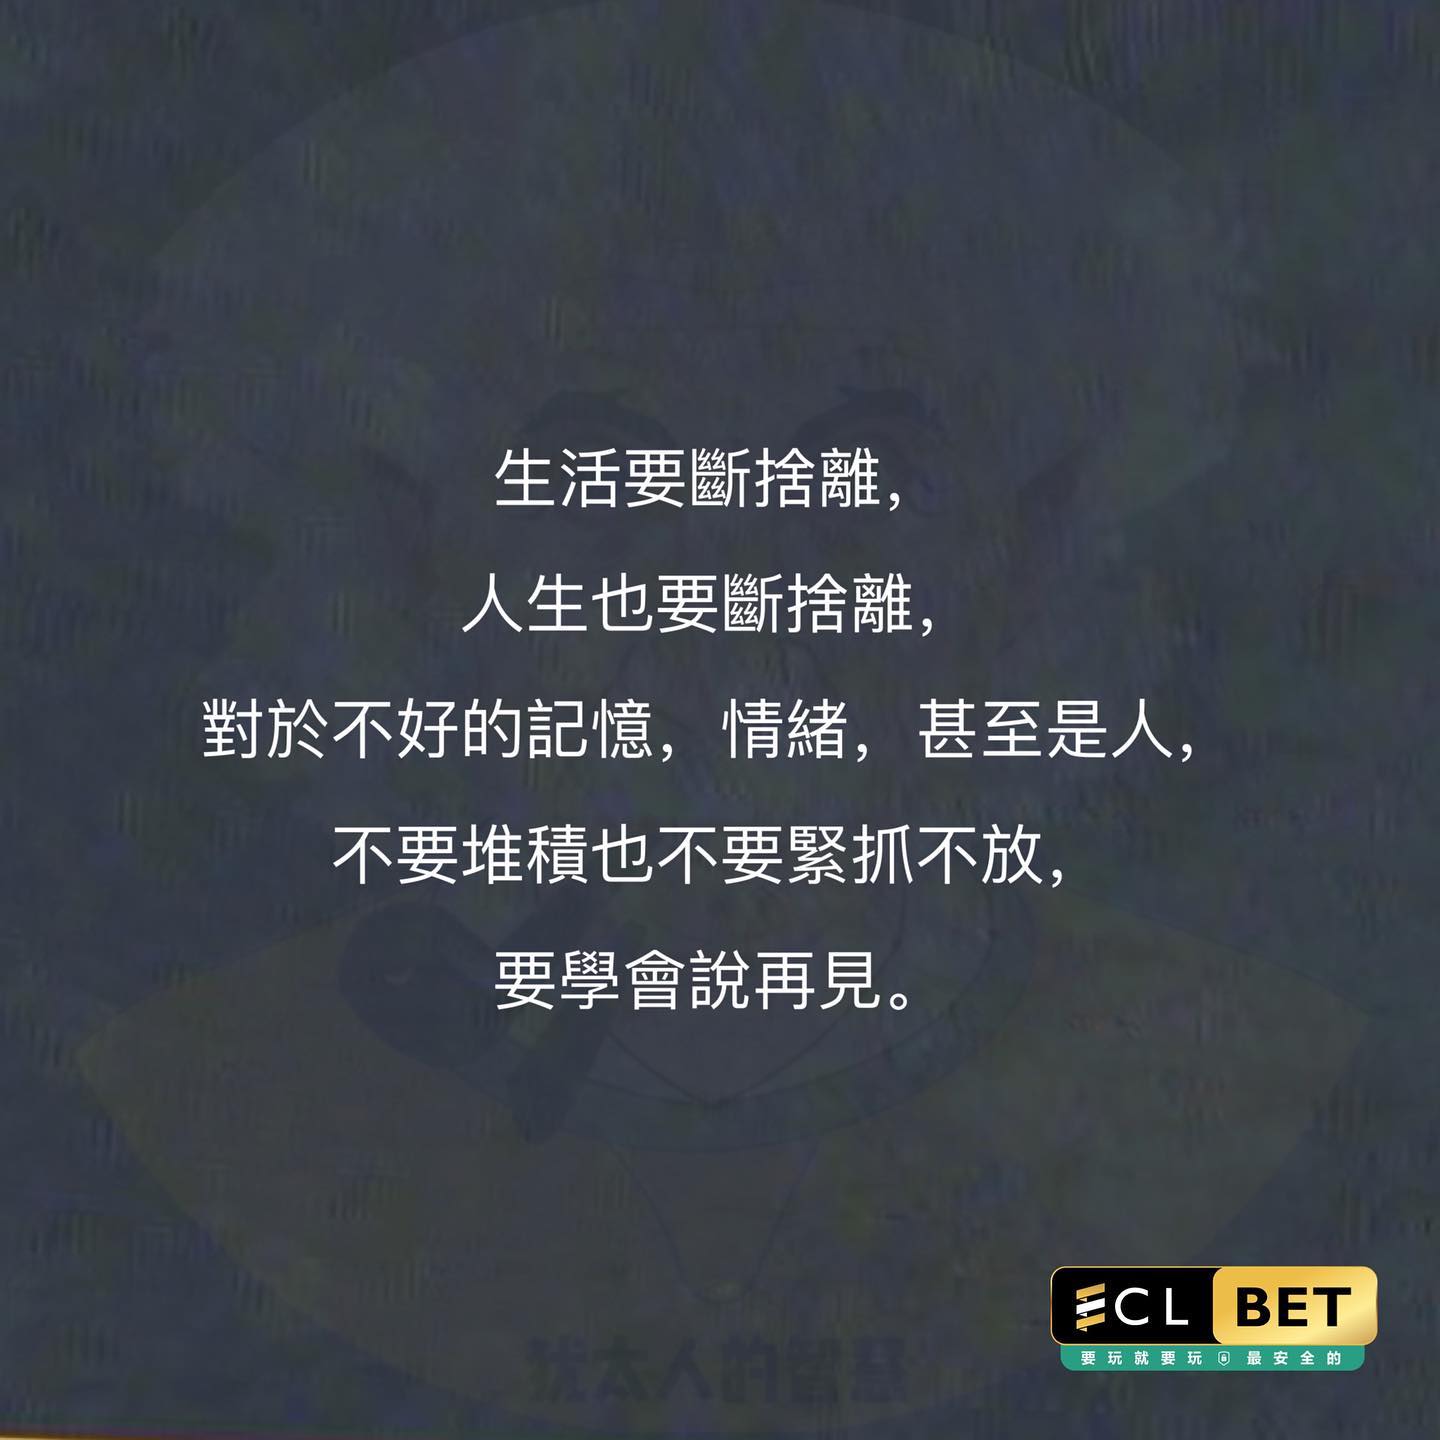 生活要斷捨離，
人生也要斷捨離，
對於不好的記憶，情緒，甚至是人，
不要堆積也不要緊抓不放，
要學會說再見。
ECL BET
要玩就要玩 最安全的